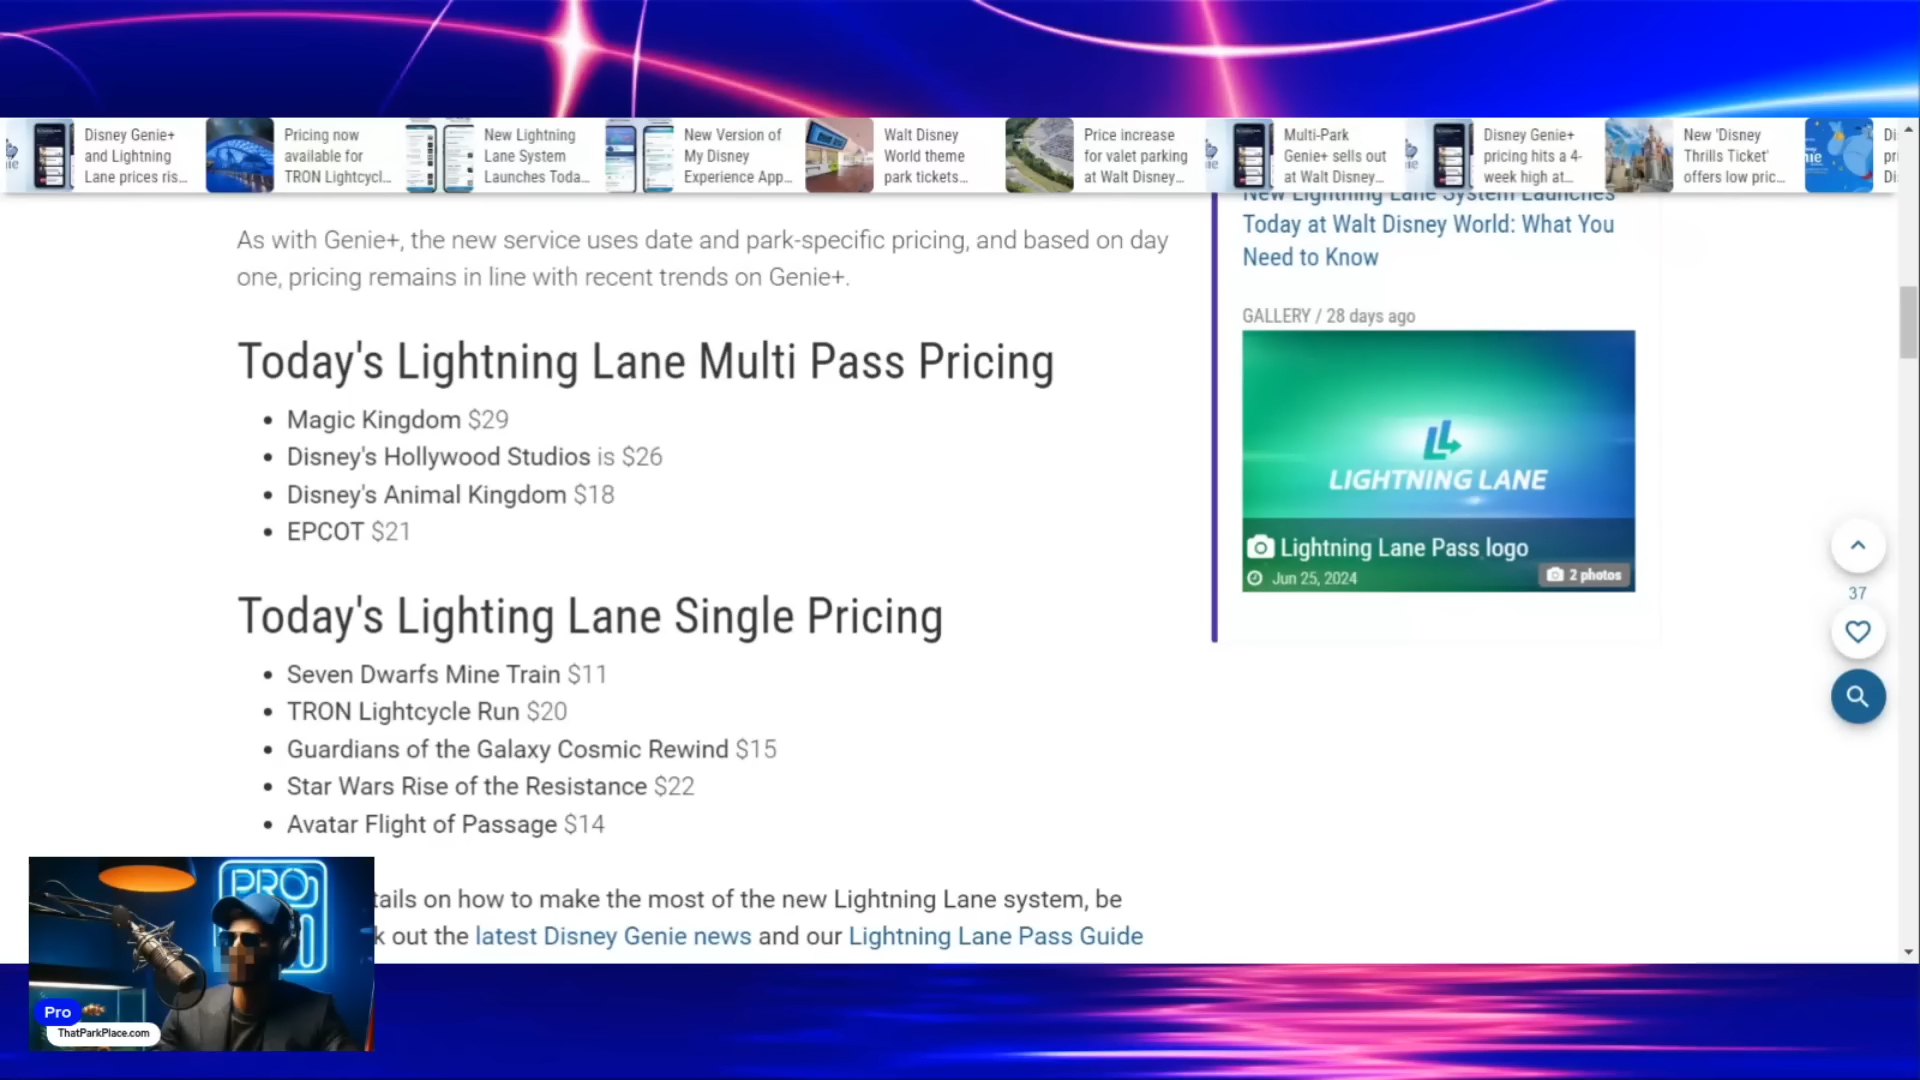 Disney Genie+
and Lightning
Lane prices ris...
Pricing now
available for
TRON Lightcycl...
New Lightning
Lane System
Launches Toda...
New Version of
My Disney
Experience App...
Walt Disney
World theme
park tickets...
Price increase
for valet parking
at Walt Disney...
Multi-Park
Genie+ sells out
at Walt Disney...
Disney Genie+
pricing hits a 4-
week high at...
New 'Disney
Thrills Ticket'
offers low pric...
As with Genie+, the new service uses date and park-specific pricing, and based on day
one, pricing remains in line with recent trends on Genie+.
Today's Lightning Lane Multi Pass Pricing
Magic Kingdom $29
Disney's Hollywood Studios is $26
Disney's Animal Kingdom $18
EPCOT $21
Today's Lighting Lane Single Pricing
Seven Dwarfs Mine Train $11
TRON Lightcycle Run $20
Guardians of the Galaxy Cosmic Rewind $15
Star Wars Rise of the Resistance $22
Avatar Flight of Passage $14
tails on how to make the most of the new Lightning Lane system, be
k out the latest Disney Genie news and our Lightning Lane Pass Guide
New Lightning Lane System Launches
Today at Walt Disney World: What You
Need to Know
GALLERY / 28 days ago
LIGHTNING LANE
Lightning Lane Pass logo
Jun 25, 2024
2 photos
37
PRO
Pro
ThatParkPlace.com